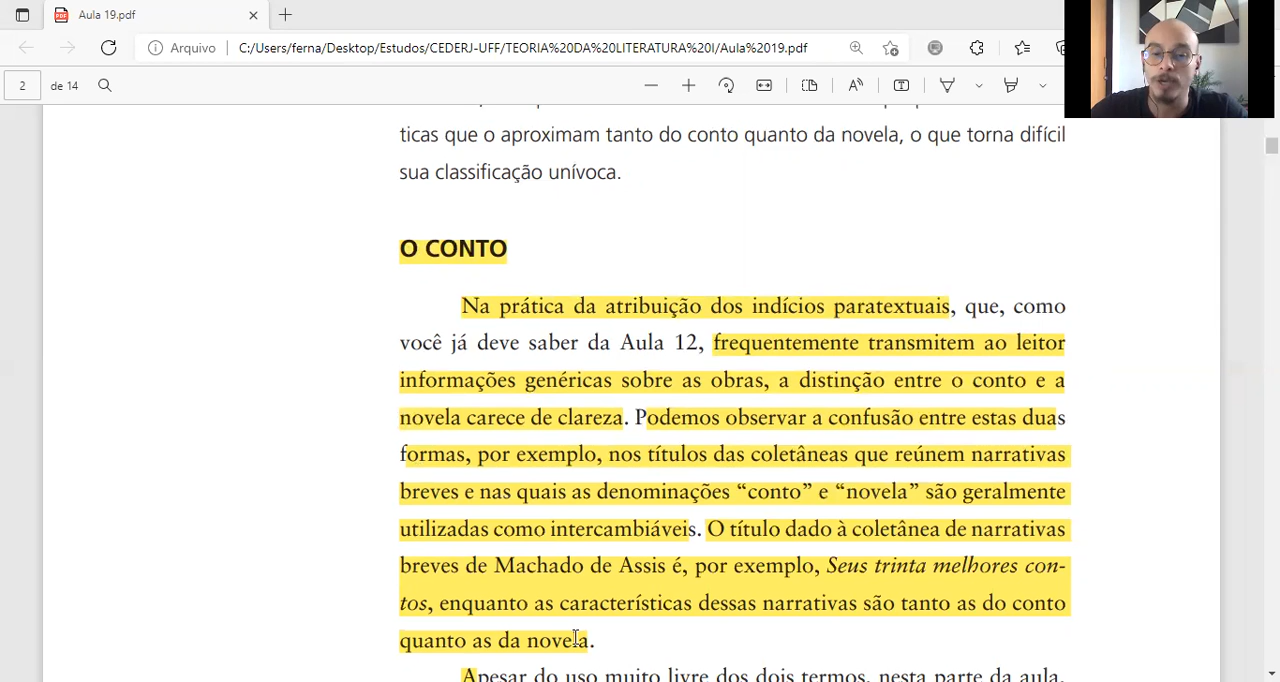 Aula 19.pdf
Arquivo
C:/Users/ferna/Desktop/Estudos/CEDERJ-UFF/TEORIA%20DA%20LITERATURA%20I/Aula%2019.pdf
2 de 14
ticas que o aproximam tanto do conto quanto da novela, o que torna difícil
sua classificação unívoca.
O CONTO
Na prática da atribuição dos indícios paratextuais, que, como
você já deve saber da Aula 12, frequentemente transmitem ao leitor
informações genéricas sobre as obras, a distinção entre o conto e a
novela carece de clareza. Podemos observar a confusão entre estas duas
formas, por exemplo, nos títulos das coletâneas que reúnem narrativas
breves e nas quais as denominações “conto” e “novela” são geralmente
utilizadas como intercambiáveis. O título dado à coletânea de narrativas
breves de Machado de Assis é, por exemplo, Seus trinta melhores con-
tos, enquanto as características dessas narrativas são tanto as do conto
quanto as da novela.
Apesar do uso muito livre dos dois termos, nesta parte da aula,